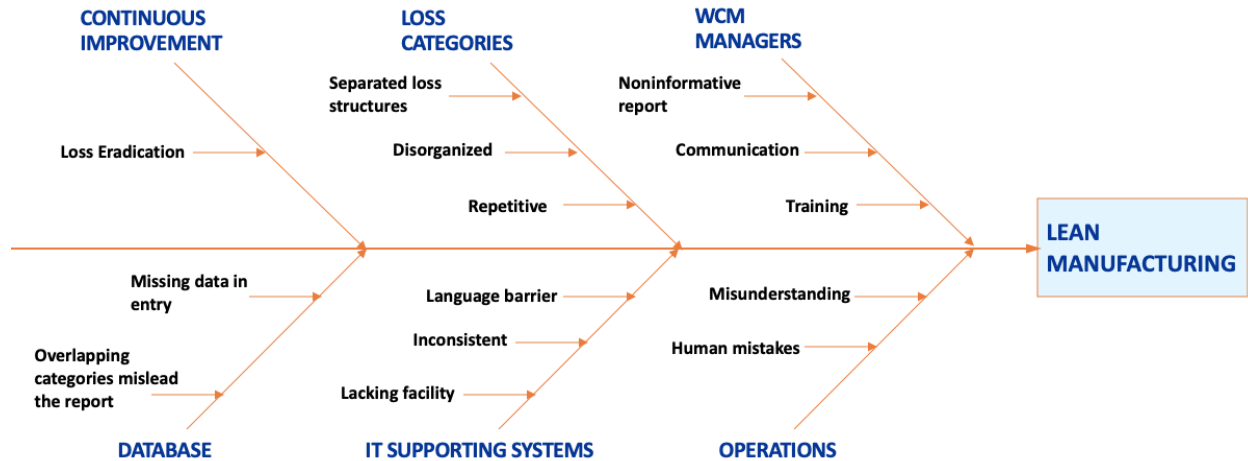 CONTINUOUS
IMPROVEMENT
LOSS
CATEGORIES
WCM
MANAGERS
Separated loss
structures
Noninformative
report
Loss Eradication
Disorganized
Communication
Repetitive
Training
LEAN
MANUFACTURING
Missing data in
entry
Language barrier
Misunderstanding
Inconsistent
Human mistakes
Overlapping
categories mislead
the report
Lacking facility
DATABASE
IT SUPPORTING SYSTEMS
OPERATIONS